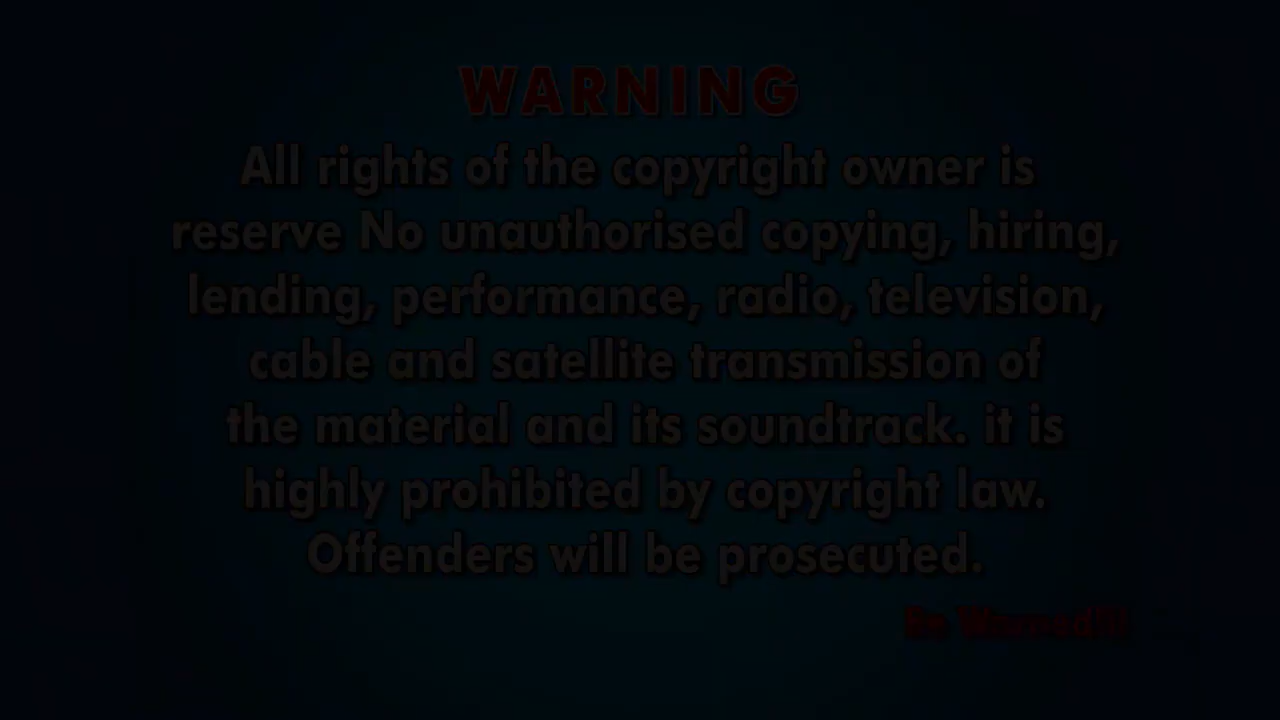 WARNING
All rights of the copyright owner is
reserve No unauthorised copying, hiring,
lending, performance, radio, television,
cable and satellite transmission of
the material and its soundtrack. it is
highly prohibited by copyright law.
Offenders will be prosecuted.
Be Warned!!!